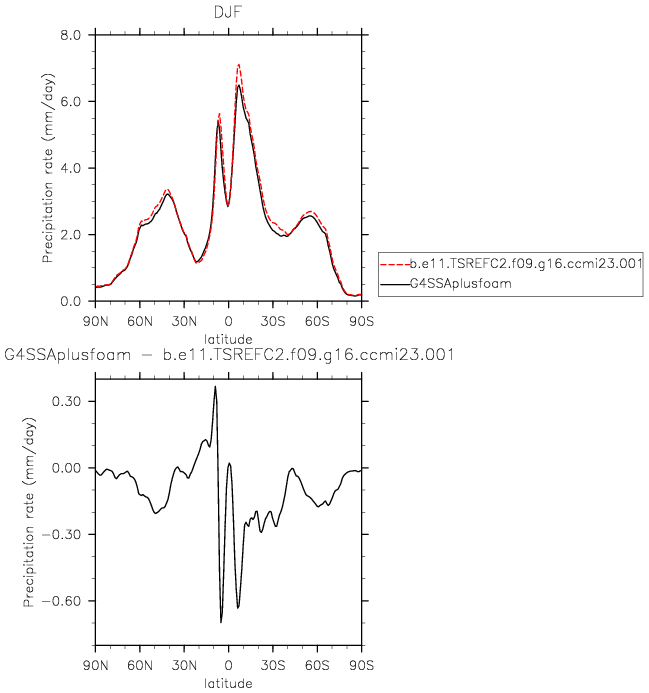 DJF
8.0
6.0
4.0
2.0
0.0
Precipitation rate (mm/day)
90N 60N 30N 0 30S 60S 90S
latitude
b.e11.TSREFC2.f09.g16.ccmi23.001
G4SSAplusfoam
G4SSAplusfoam − b.e11.TSREFC2.f09.g16.ccmi23.001
0.30
0.00
−0.30
−0.60
Precipitation rate (mm/day)
90N 60N 30N 0 30S 60S 90S
latitude